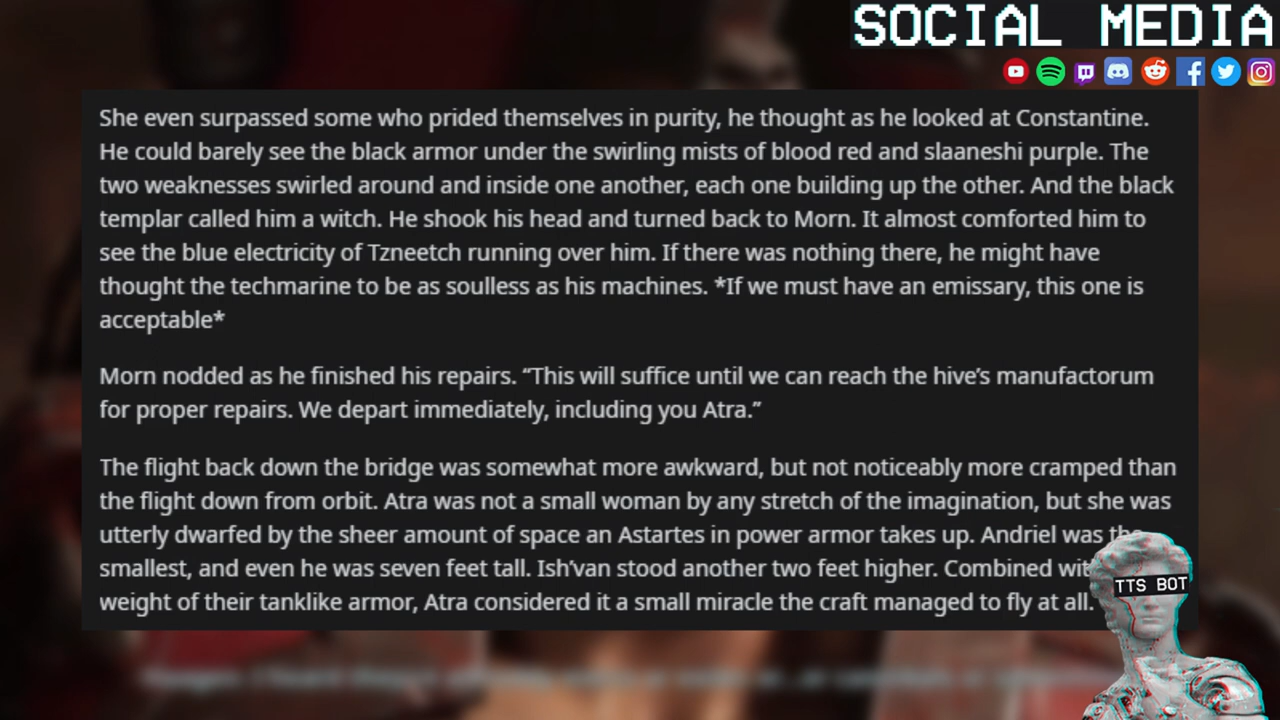 SOCIAL MEDIA
She even surpassed some who prided themselves in purity, he thought as he looked at Constantine.
He could barely see the black armor under the swirling mists of blood red and slaaneshi purple. The
two weaknesses swirled around and inside one another, each one building up the other. And the black
templar called him a witch. He shook his head and turned back to Morn. It almost comforted him to
see the blue electricity of Tzneetch running over him. If there was nothing there, he might have
thought the techmarine to be as soulless as his machines. *If we must have an emissary, this one is
acceptable*
Morn nodded as he finished his repairs. “This will suffice until we can reach the hive’s manufactorum
for proper repairs. We depart immediately, including you Atra.”
The flight back down the bridge was somewhat more awkward, but not noticeably more cramped than
the flight down from orbit. Atra was not a small woman by any stretch of the imagination, but she was
utterly dwarfed by the sheer amount of space an Astartes in power armor takes up. Andriel was the
smallest, and even he was seven feet tall. Ish’van stood another two feet higher. Combined
weight of their tanklike armor, Atra considered it a small miracle the craft managed to fly at all.
TTS BOT